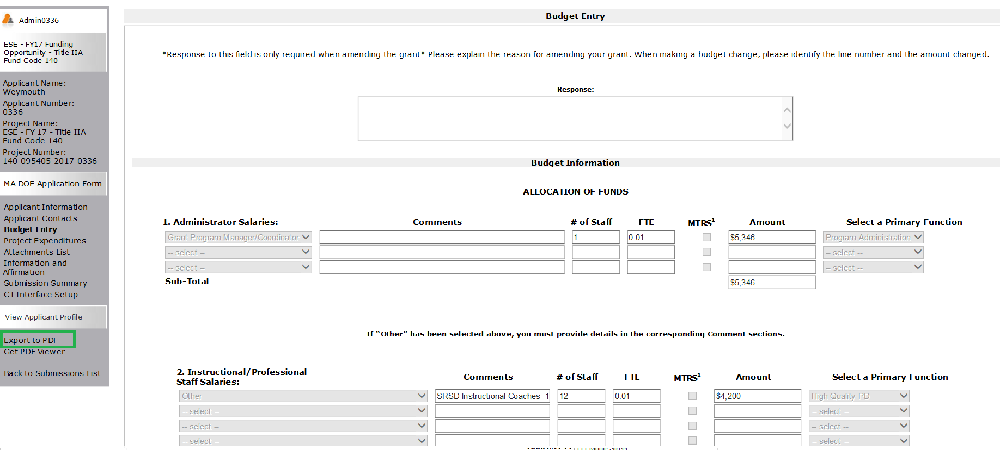 Admin0336
ESE - FY17 Funding
Opportunity - Title IIA
Fund Code 140
Applicant Name:
Weymouth
Applicant Number:
0336
Project Name:
ESE - FY 17 - Title IIA
Fund Code 140
Project Number:
140-095405-2017-0336
MA DOE Application Form
Applicant Information
Applicant Contacts
Budget Entry
Project Expenditures
Attachments List
Information and
Affirmation
Submission Summary
CT Interface Setup
View Applicant Profile
Export to PDF
Get PDF Viewer
Back to Submissions List
Budget Entry
*Response to this field is only required when amending the grant* Please explain the reason for amending your grant. When making a budget change, please identify the line number and the amount changed.
Response:
Budget Information
ALLOCATION OF FUNDS
1. Administrator Salaries: Comments # of Staff FTE MTRS1 Amount Select a Primary Function
Grant Program Manager/Coordinator 1 0.01 $5,346 Program Administration
-- select -- -- select --
-- select -- -- select --
Sub-Total $5,346
If “Other” has been selected above, you must provide details in the corresponding Comment sections.
2. Instructional/Professional
Staff Salaries: Comments # of Staff FTE MTRS1 Amount Select a Primary Function
Other SRSD Instructional Coaches- 1 12 0.01 $4,200 High Quality PD
-- select -- -- select --
-- select -- -- select --
-- select -- -- select --